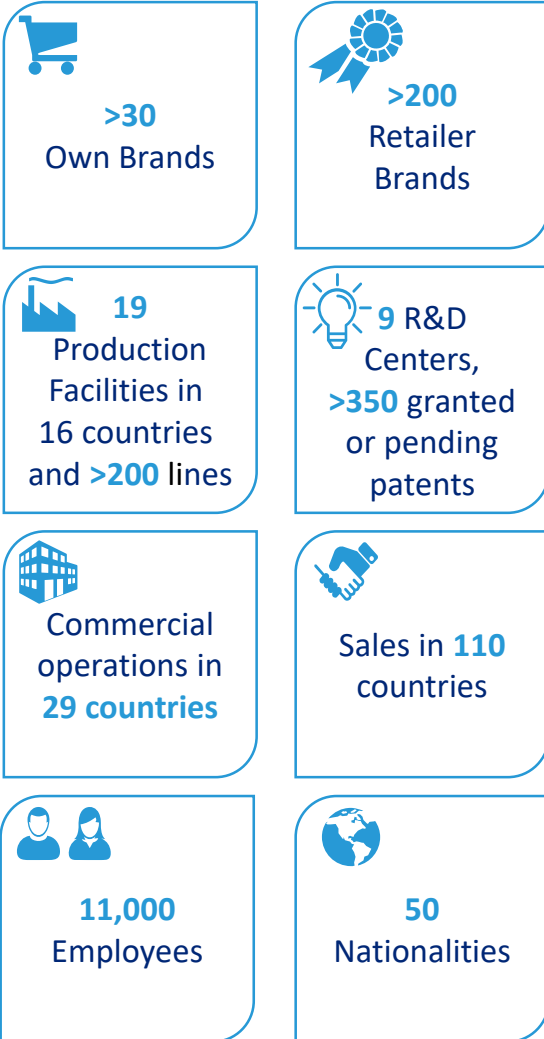 >30
Own Brands
>200
Retailer
Brands
19
Production
Facilities in
16 countries
and >200 lines
9 R&D
Centers,
>350 granted
or pending
patents
Commercial
operations in
29 countries
Sales in 110
countries
11,000
Employees
50
Nationalities